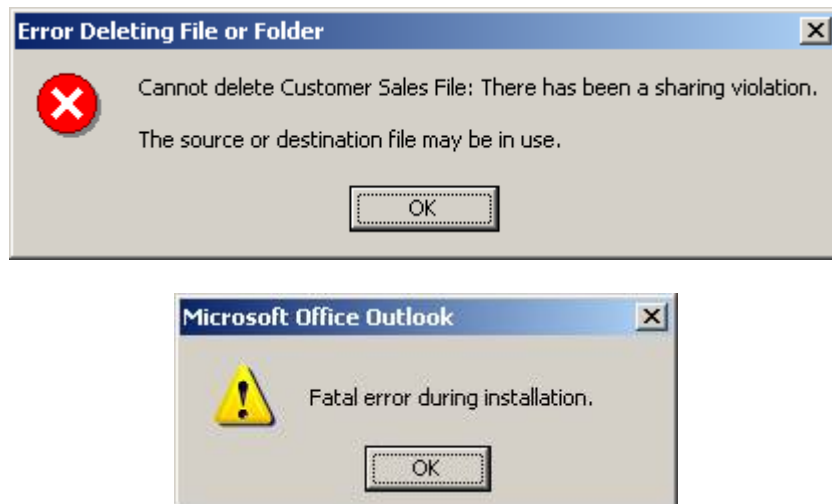 Error Deleting File or Folder
Cannot delete Customer Sales File: There has been a sharing violation.
The source or destination file may be in use.
OK
Microsoft Office Outlook
Fatal error during installation.
OK